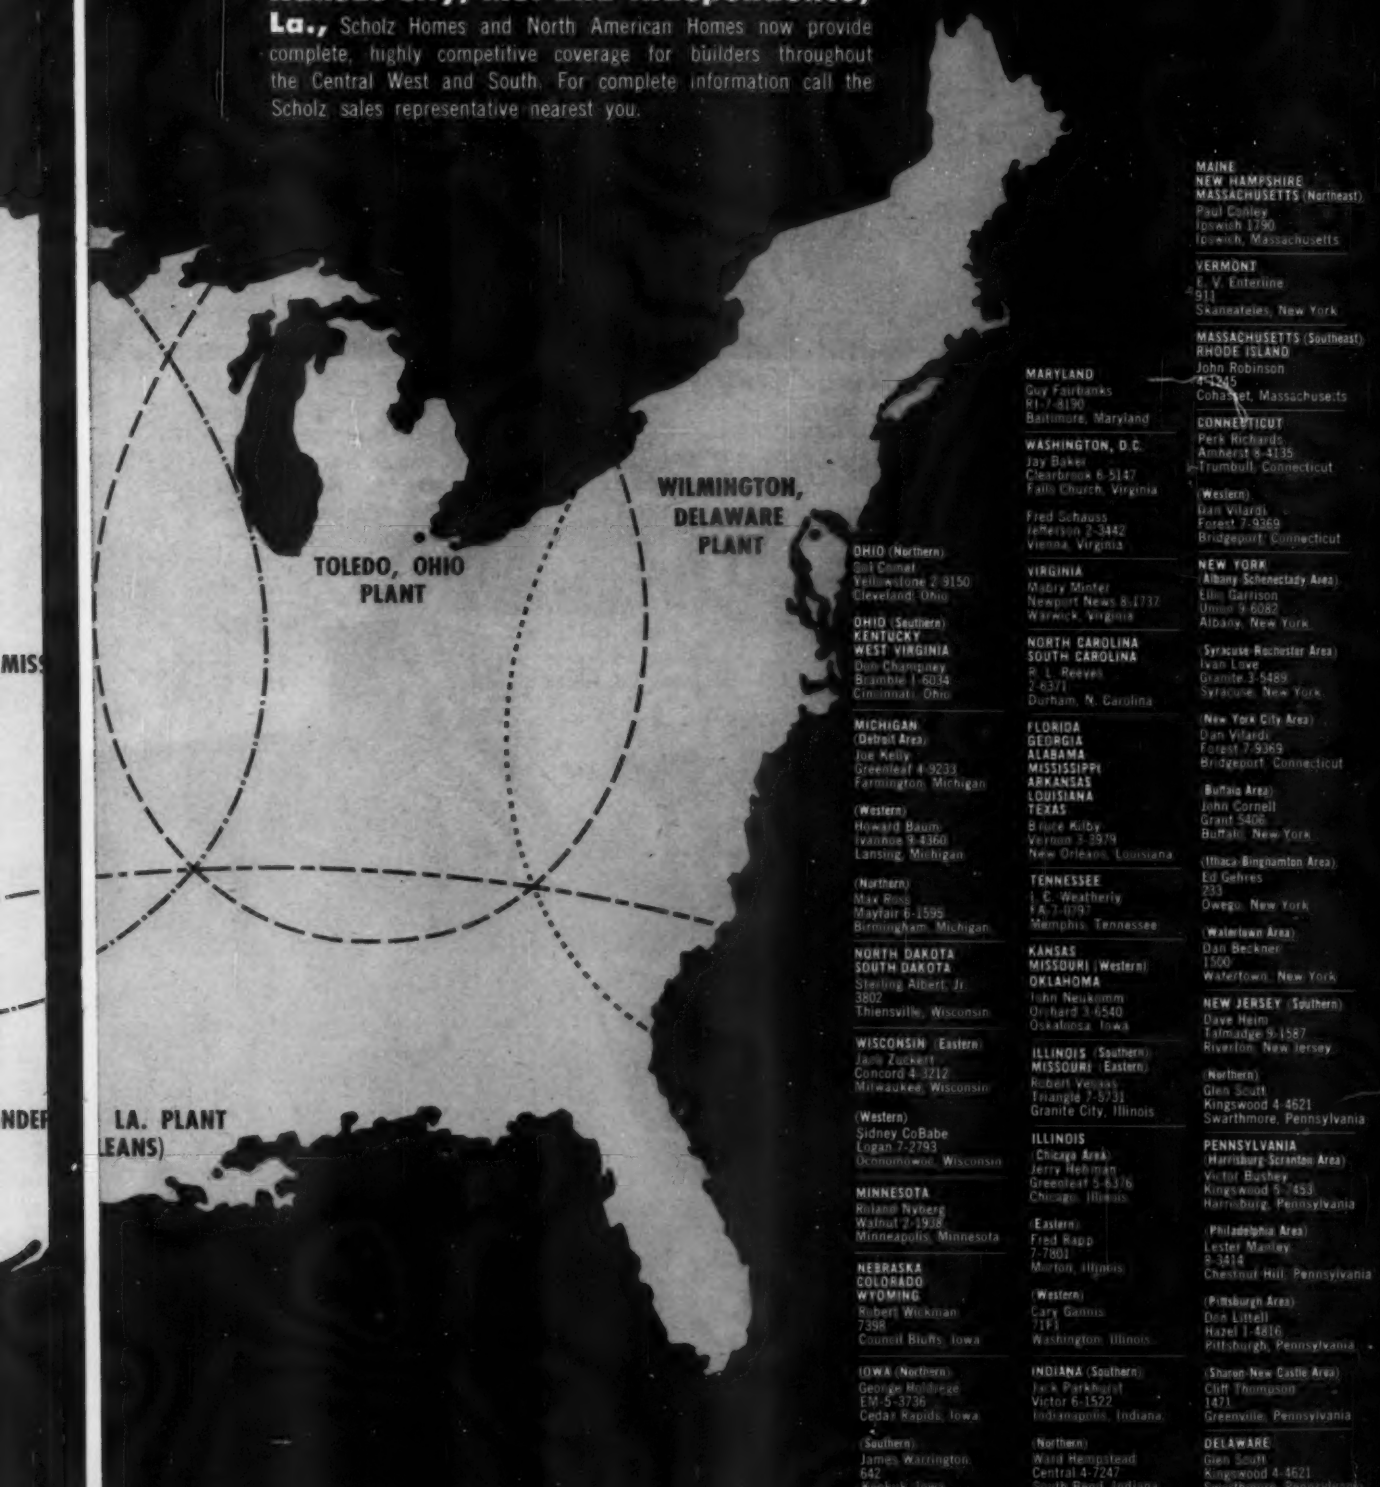 La., Scholz Homes and North American Homes now provide
complete, highly competitive coverage for builders throughout
the Central West and South. For complete information call the
Scholz sales representative nearest you.
MISS
TOLEDO, OHIO
PLANT
WILMINGTON,
DELAWARE
PLANT
NDEP LA. PLANT
LEANS)
OHIO (Northern)
Yellowstone 2 9150
Cleveland, Ohio
OHIO (Southern)
KENTUCKY
WEST VIRGINIA
Don Champney
Bramble 1-6034
Cincinnati, Ohio
MICHIGAN
(Detroit Area)
Joe Kelly
Greenleaf 4-9233
Farmington, Michigan
(Western)
Howard Baum
Ivanhoe 9-4360
Lansing, Michigan
(Northern)
Max Ross
Mayfair 6-1595
Birmingham, Michigan
NORTH DAKOTA
SOUTH DAKOTA
Sterling Albert, Jr.
3802
Thiensville, Wisconsin
WISCONSIN (Eastern)
Jack Zuckert
Concord 4-3212
Milwaukee, Wisconsin
(Western)
Sidney CoBabe
Logan 7-2793
Oconomowoc, Wisconsin
MINNESOTA
Roland Nyberg
Walnut 2-1938
Minneapolis, Minnesota
NEBRASKA
COLORADO
WYOMING
Robert Wickman
7398
Council Bluffs, Iowa
IOWA (Northern)
George Holdrege
EM-5-3736
Cedar Rapids, Iowa
(Southern)
James Warrington
642
MARYLAND
Guy Fairbanks
RI-7-8190
Baltimore, Maryland
WASHINGTON, D.C.
Jay Baker
Clearbrook 6-5147
Falls Church, Virginia
Fred Schauss
Jefferson 2-3442
Vienna, Virginia
VIRGINIA
Mabry Minter
Newport News 8-1737
Warwick, Virginia
NORTH CAROLINA
SOUTH CAROLINA
R. L. Reeves
2-6371
Durham, N. Carolina
FLORIDA
GEORGIA
ALABAMA
MISSISSIPPI
ARKANSAS
LOUISIANA
TEXAS
Bruce Kilby
Vernon 3-3979
New Orleans, Louisiana
TENNESSEE
Weatherly
FA-7-0797
Memphis, Tennessee
KANSAS
MISSOURI (Western)
OKLAHOMA
John Neukomm
Orchard 3-6540
Oskaloosa, Iowa
ILLINOIS (Southern)
MISSOURI (Eastern)
Robert
Triangle 7-5731
Granite City, Illinois
ILLINOIS
(Chicago Area)
Jerry Hehman
Greenleaf 5-6376
Chicago, Illinois
(Eastern)
Fred Rapp
7-7801
Morton, Illinois
(Western)
Cary Gannis
71F1
Washington, Illinois
INDIANA (Southern)
Jack Parkhurst
Victor 6-1522
Indianapolis, Indiana
(Northern)
Ward Hempstead
Central 4-7247
South Bend, Indiana
MAINE
NEW HAMPSHIRE
MASSACHUSETTS (Northeast)
Paul Conley
Ipswich 1790
Ipswich, Massachusetts
VERMONT
E. V. Enterline
911
Skaneateles, New York
MASSACHUSETTS (Southeast)
RHODE ISLAND
John Robinson
4-1245
Cohasset, Massachusetts
CONNECTICUT
Perk Richards
Amherst 8-4135
Trumbull, Connecticut
(Western)
Dan Vilardi
Forest 7-9369
Bridgeport, Connecticut
NEW YORK
(Albany Schenectady Area)
Ellis Garrison
Union 9-6082
Albany, New York
(Syracuse-Rochester Area)
Ivan Love
Granite 3-5489
Syracuse, New York
(New York City Area)
Dan Vilardi
Forest 7-9369
Bridgeport, Connecticut
(Buffalo Area)
John Cornell
Grant 5406
Buffalo, New York
(Ithaca-Binghamton Area)
Ed Gehres
233
Owego, New York
(Watertown Area)
Dan Beckner
1500
Watertown, New York
NEW JERSEY (Southern)
Dave Heim
Talmadge 9-1587
Riverton, New Jersey
(Northern)
Glen Scutt
Kingswood 4-4621
Swarthmore, Pennsylvania
PENNSYLVANIA
(Harrisburg-Scranton Area)
Victor Bushey
Kingswood 5-7453
Harrisburg, Pennsylvania
(Philadelphia Area)
Lester Manley
8-3414
Chestnut Hill, Pennsylvania
(Pittsburgh Area)
Don Littell
Hazel 1-4816
Pittsburgh, Pennsylvania
(Sharon-New Castle Area)
Cliff Thompson
1471
Greenville, Pennsylvania
DELAWARE
Glen Scutt
Kingswood 4-4621